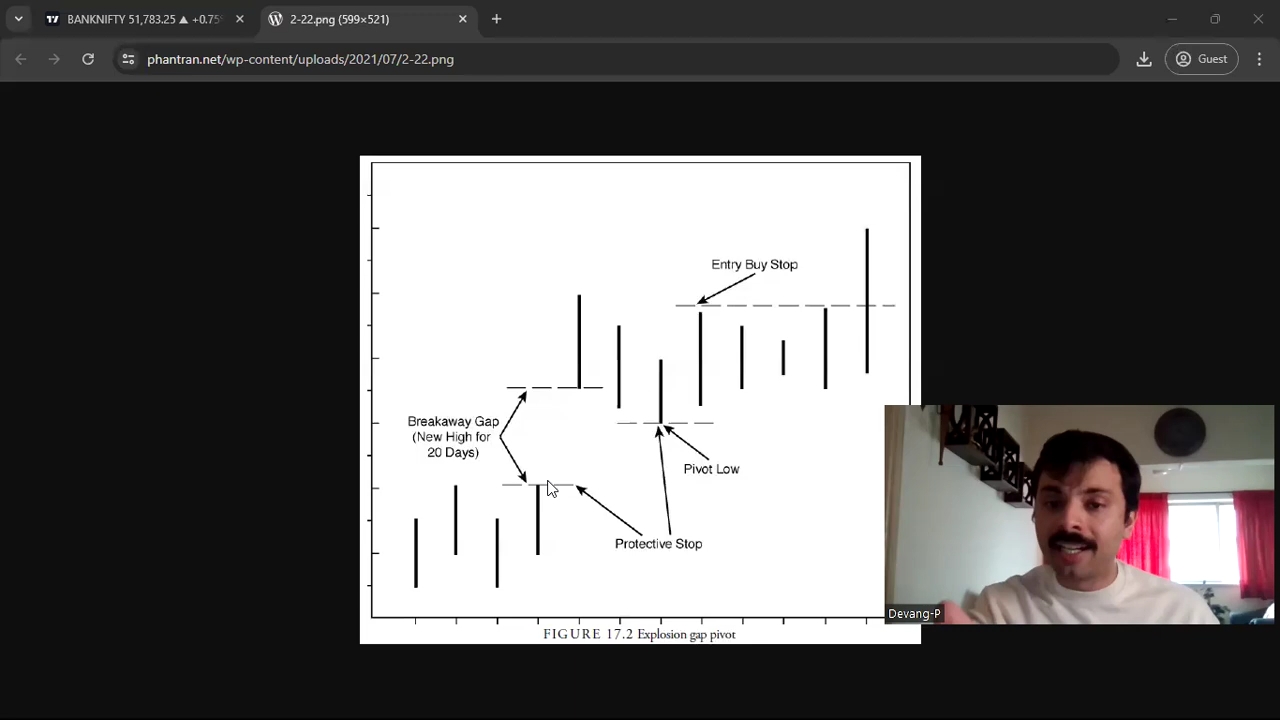 BANKNIFTY 51,783.25 ▲ +0.75%
2-22.png (599×521)
phantran.net/wp-content/uploads/2021/07/2-22.png
Guest
Entry Buy Stop
Breakaway Gap
(New High for
20 Days)
Pivot Low
Protective Stop
Devang-P
FIGURE 17.2 Explosion gap pivot